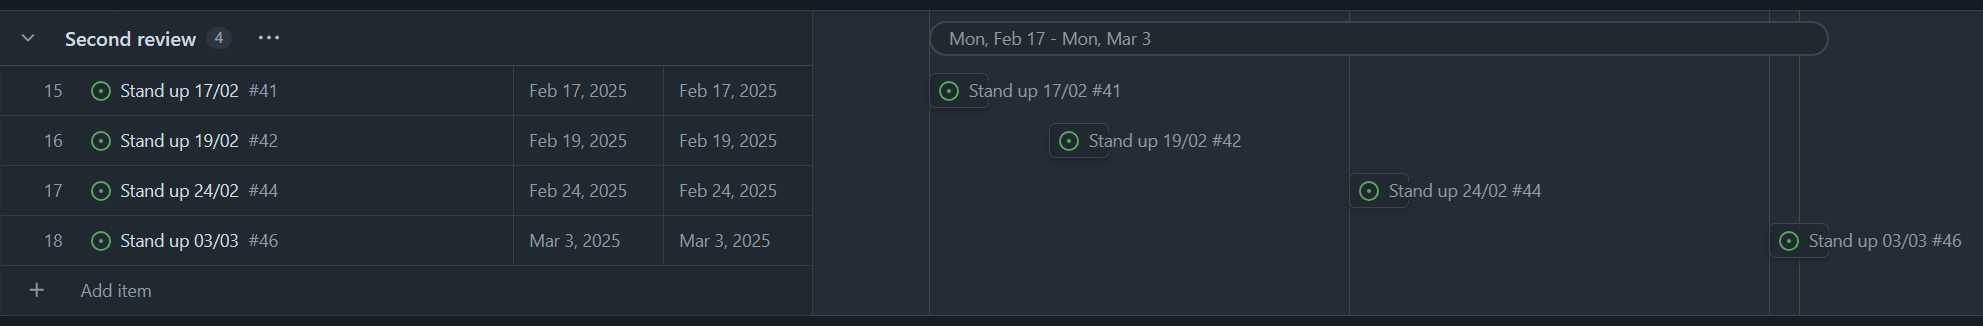 Second review 4 ... Mon, Feb 17 - Mon, Mar 3
15 Stand up 17/02 #41 Feb 17, 2025 Feb 17, 2025 Stand up 17/02 #41
16 Stand up 19/02 #42 Feb 19, 2025 Feb 19, 2025 Stand up 19/02 #42
17 Stand up 24/02 #44 Feb 24, 2025 Feb 24, 2025 Stand up 24/02 #44
18 Stand up 03/03 #46 Mar 3, 2025 Mar 3, 2025 Stand up 03/03 #46
+ Add item